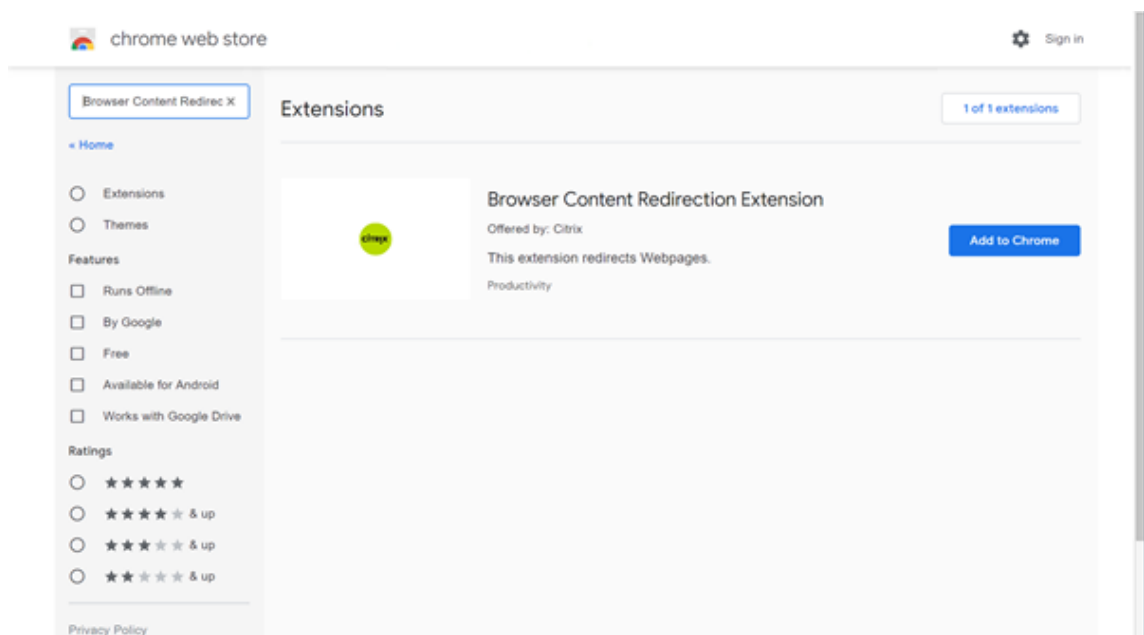 chrome web store
Sign in
Browser Content Redirec ×
Extensions
1 of 1 extensions
« Home
Extensions
Themes
Features
Runs Offline
By Google
Free
Available for Android
Works with Google Drive
Ratings
& up
& up
& up
Privacy Policy
citrix
Browser Content Redirection Extension
Offered by: Citrix
This extension redirects Webpages.
Productivity
Add to Chrome